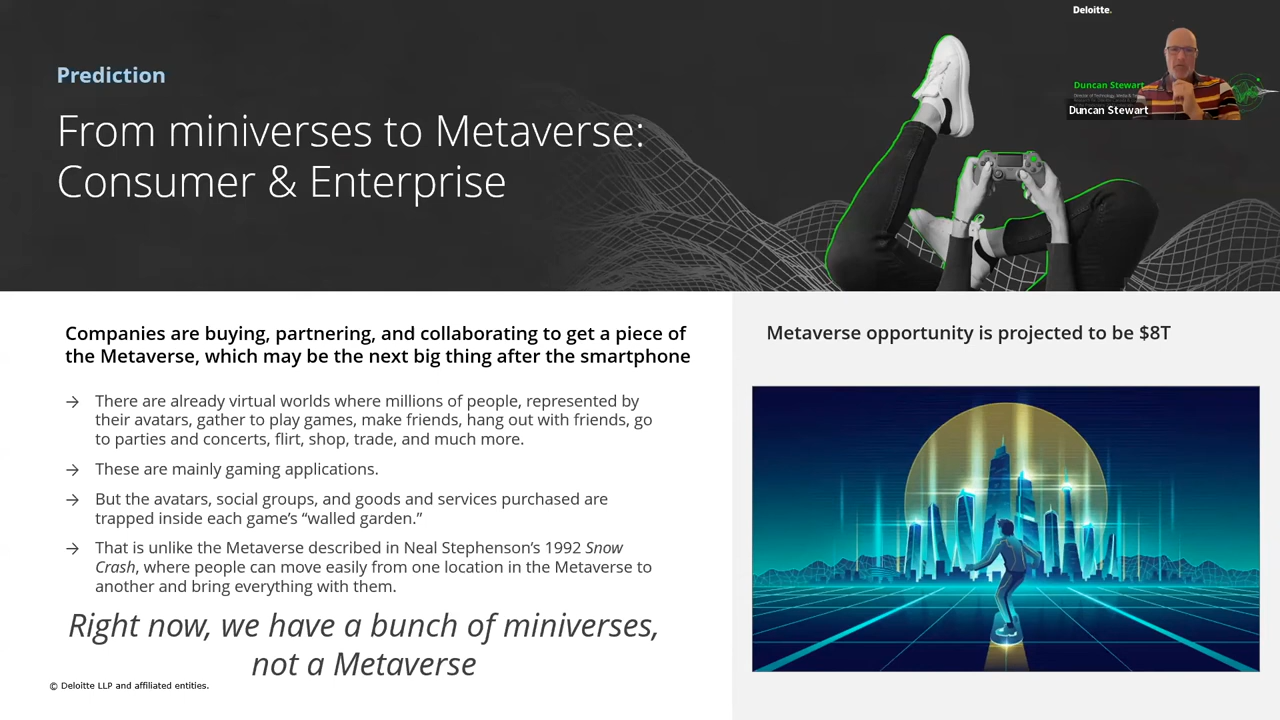 Deloitte.
Prediction
From miniverses to Metaverse:
Consumer & Enterprise
Duncan Stewart
Duncan Stewart
Companies are buying, partnering, and collaborating to get a piece of
the Metaverse, which may be the next big thing after the smartphone
→ There are already virtual worlds where millions of people, represented by
their avatars, gather to play games, make friends, hang out with friends, go
to parties and concerts, flirt, shop, trade, and much more.
→ These are mainly gaming applications.
→ But the avatars, social groups, and goods and services purchased are
trapped inside each game's “walled garden.”
→ That is unlike the Metaverse described in Neal Stephenson's 1992 Snow
Crash, where people can move easily from one location in the Metaverse to
another and bring everything with them.
Right now, we have a bunch of miniverses,
not a Metaverse
© Deloitte LLP and affiliated entities.
Metaverse opportunity is projected to be $8T